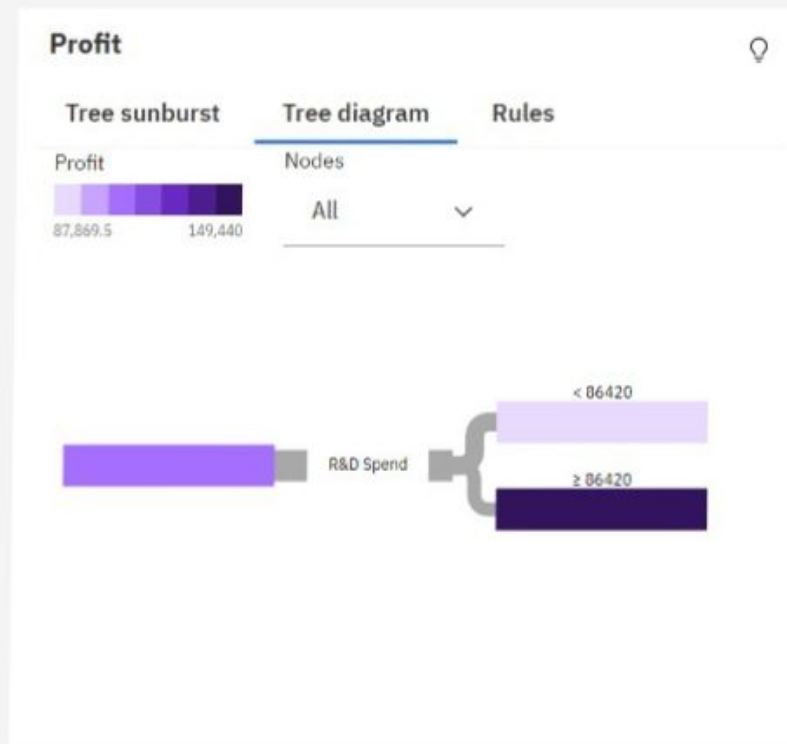 Profit
Tree sunburst Tree diagram Rules
Profit
Nodes
All
87,869.5 149,440
< 86420
R&D Spend
≥ 86420